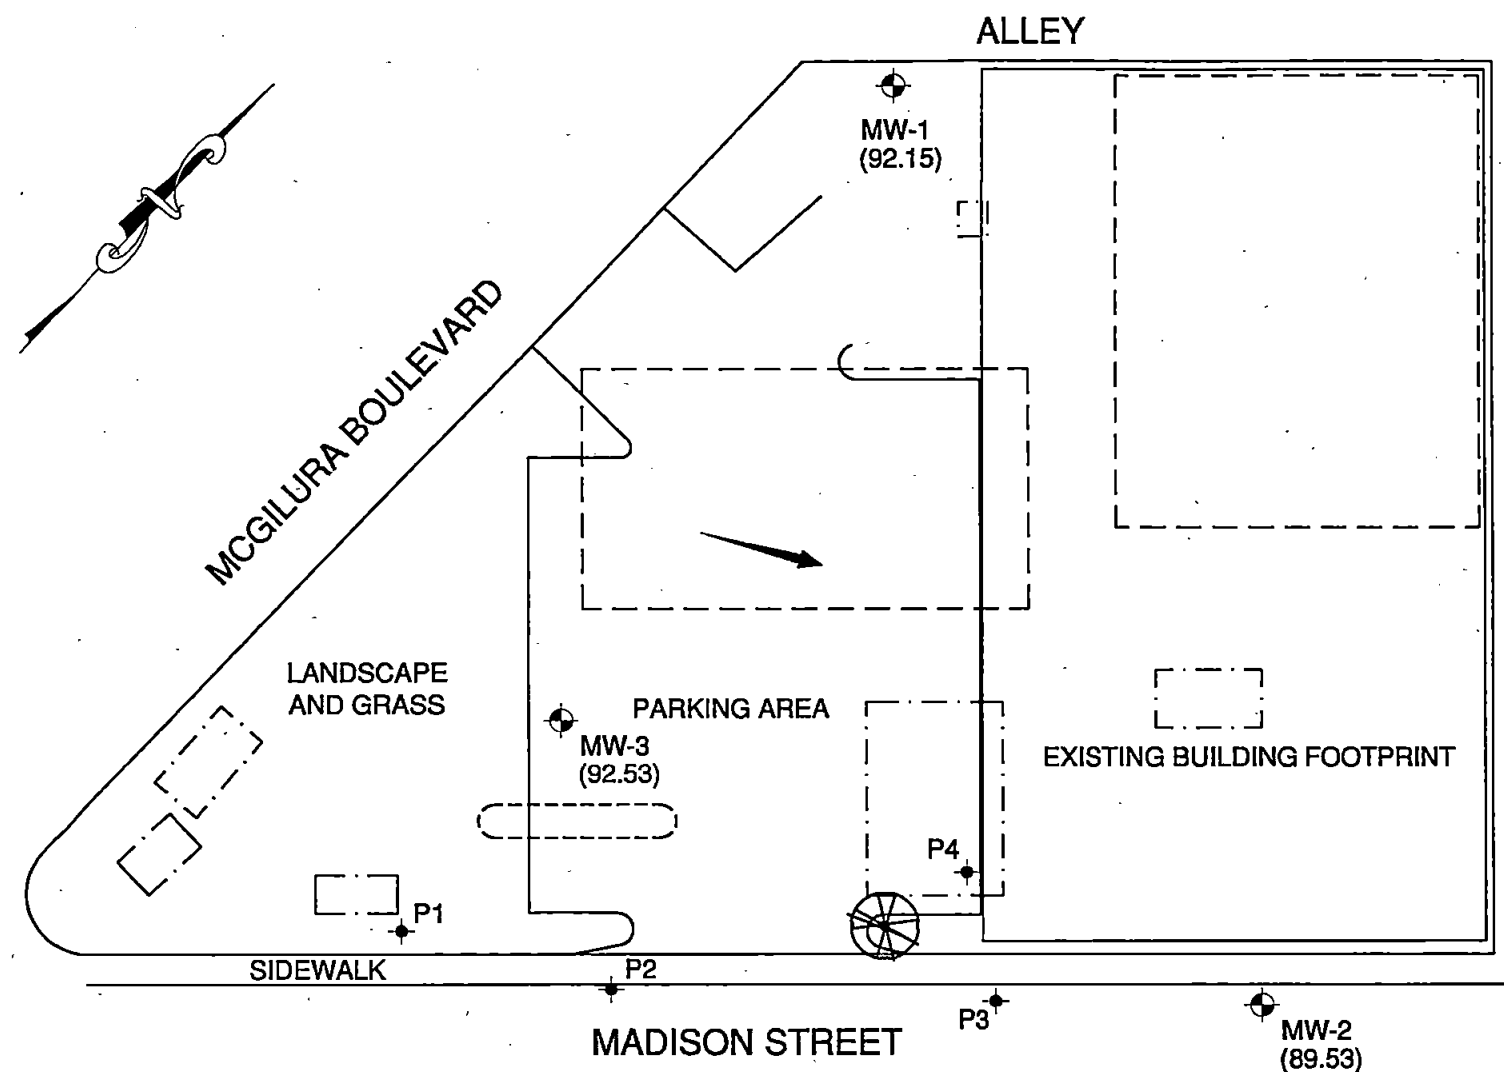 ALLEY
MW-1
(92.15)
MCGILURA BOULEVARD
LANDSCAPE
AND GRASS
PARKING AREA
MW-3
(92.53)
EXISTING BUILDING FOOTPRINT
P4
P1
SIDEWALK
P2
P3
MADISON STREET
MW-2
(89.53)